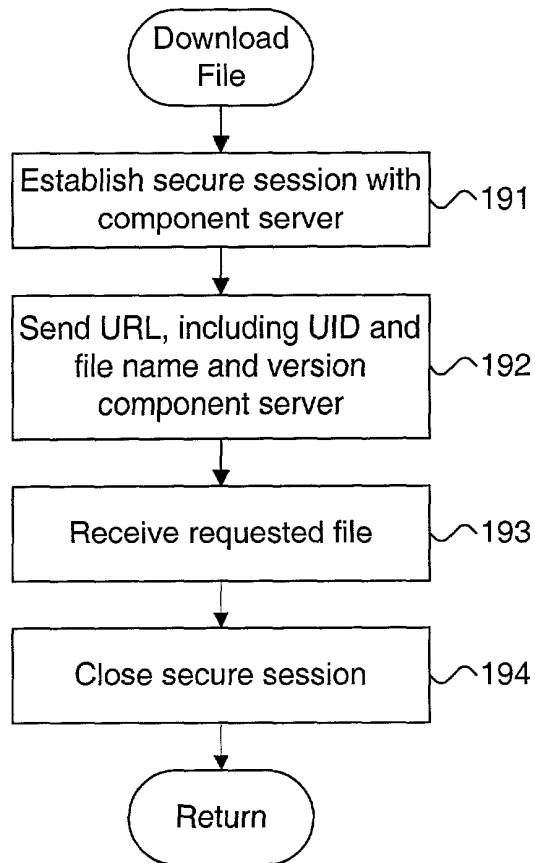 Download
File
Establish secure session with
component server
191
Send URL, including UID and
file name and version
component server
192
Receive requested file
193
Close secure session
194
Return